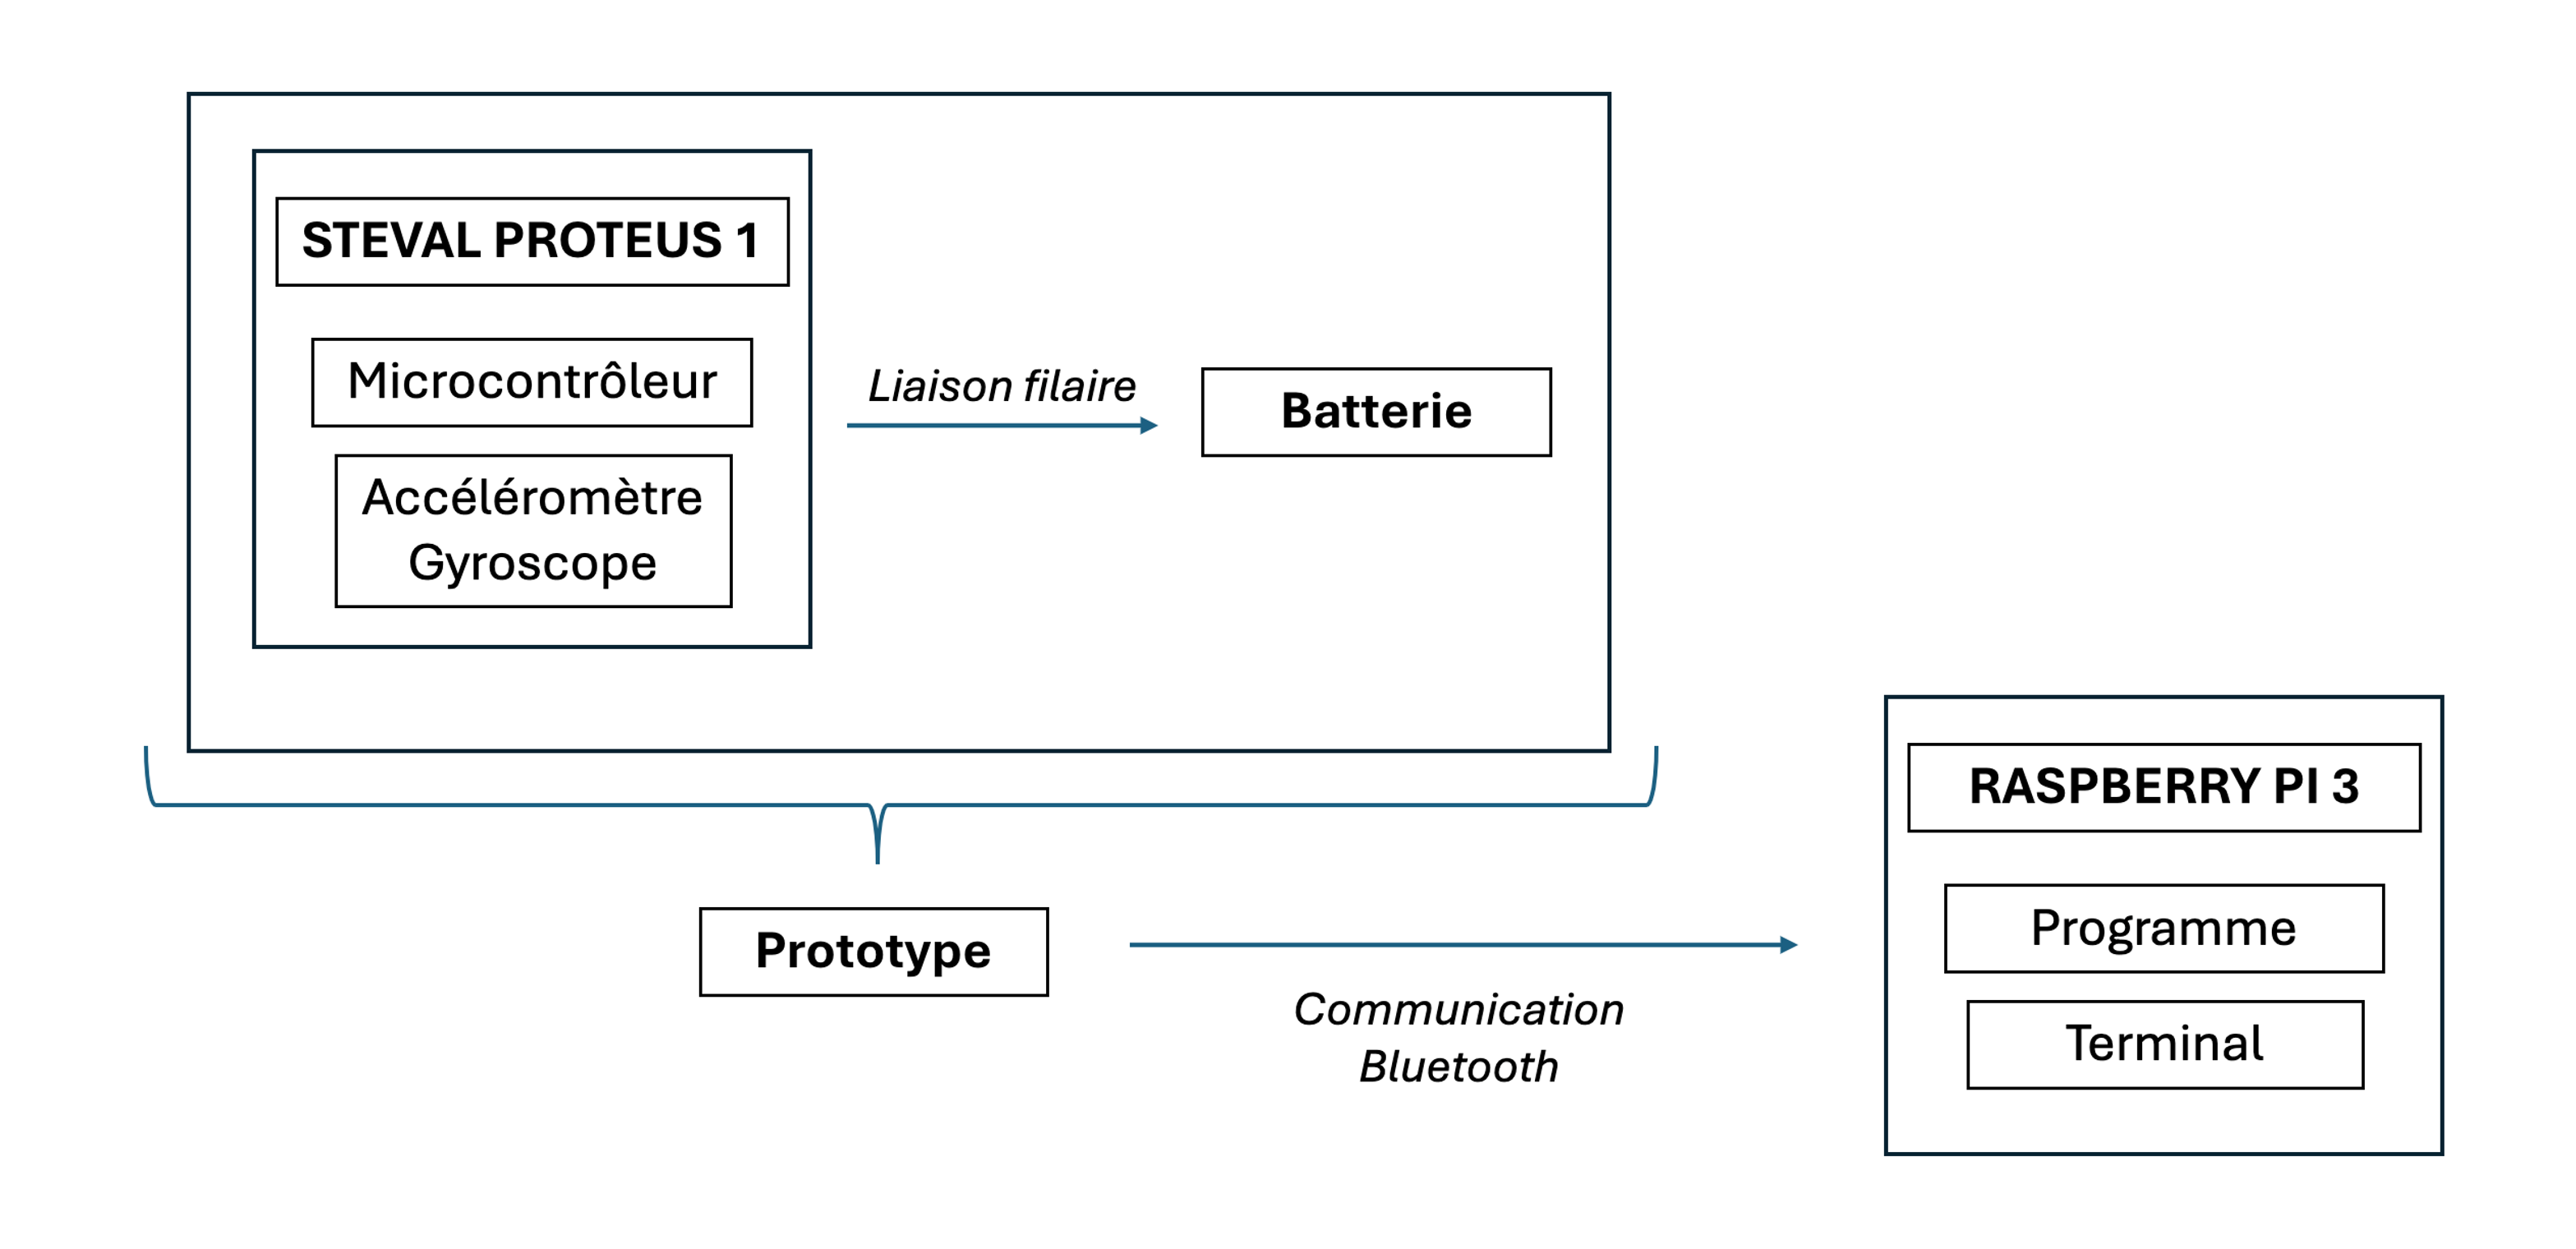 STEVAL PROTEUS 1
Microcontrôleur
Accéléromètre
Gyroscope
Liaison filaire
Batterie
Prototype
Communication
Bluetooth
RASPBERRY PI 3
Programme
Terminal